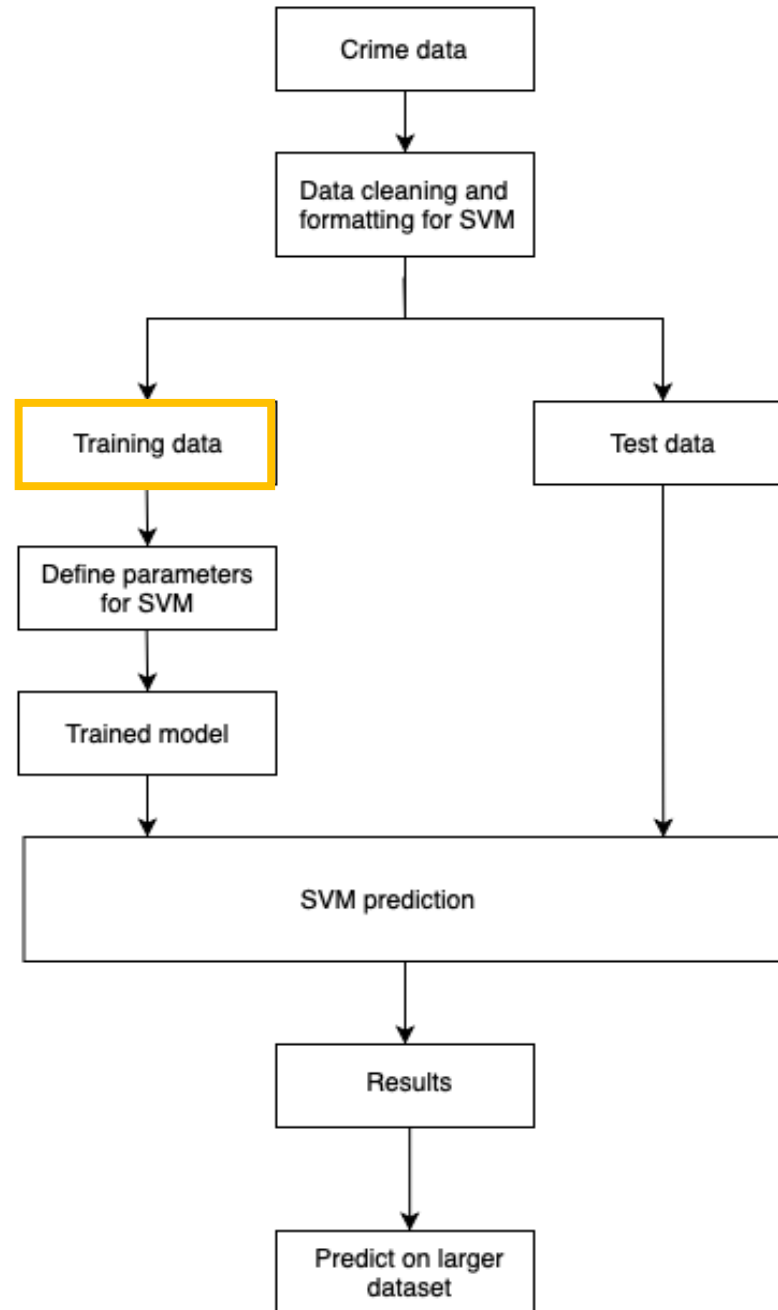 Crime data
Data cleaning and
formatting for SVM
Training data
Test data
Define parameters
for SVM
Trained model
SVM prediction
Results
Predict on larger
dataset